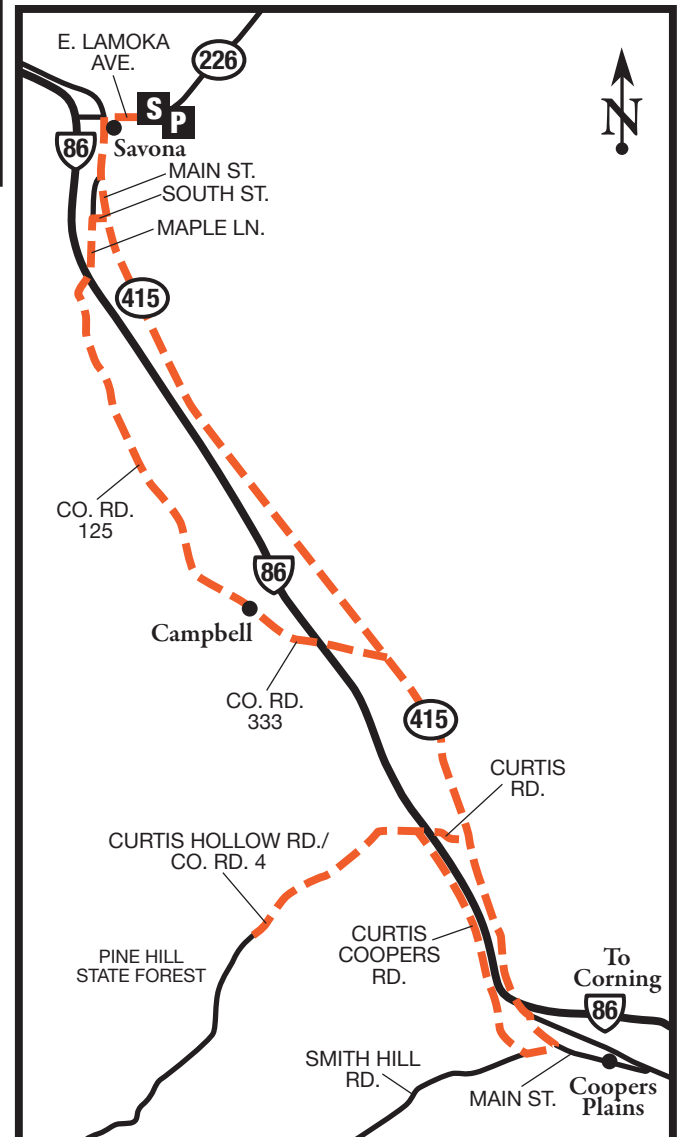 E. LAMOKA
AVE.
226
S
P
N
86
Savona
MAIN ST.
SOUTH ST.
MAPLE LN.
415
CO. RD.
125
86
Campbell
CO. RD.
333
415
CURTIS
RD.
CURTIS HOLLOW RD./
CO. RD. 4
CURTIS
COOPERS
RD.
PINE HILL
STATE FOREST
To
Corning
86
SMITH HILL
RD.
MAIN ST.
Coopers
Plains